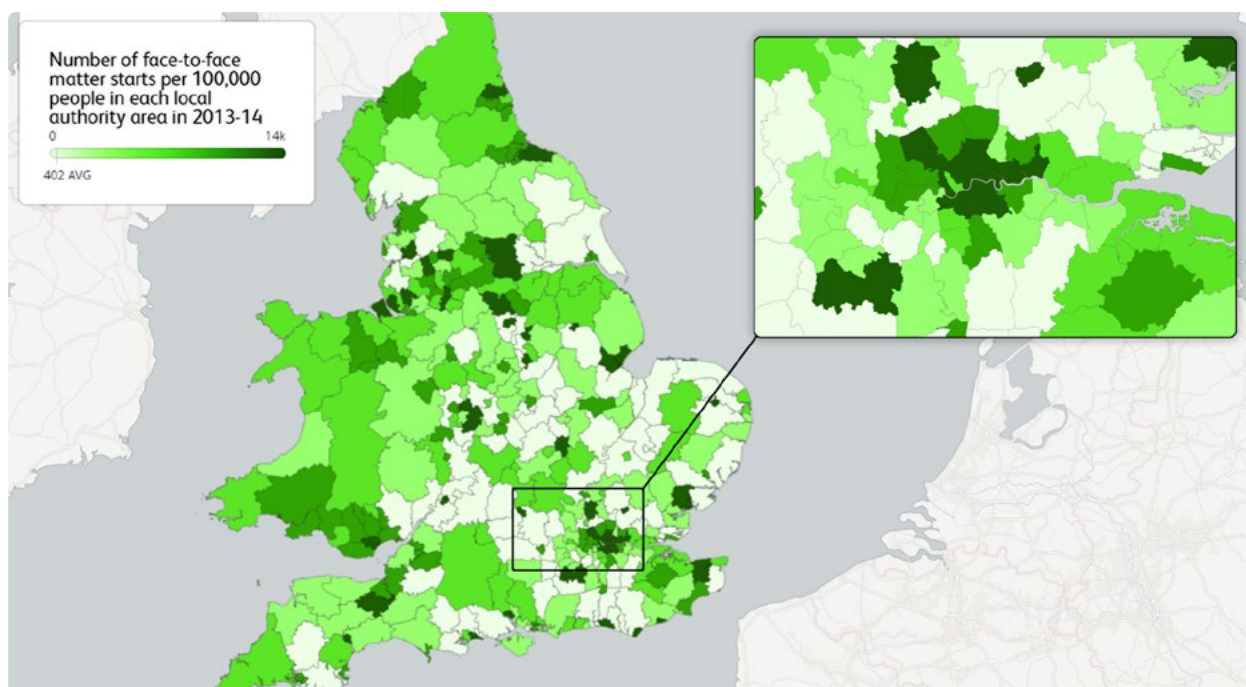 Number of face-to-face
matter starts per 100,000
people in each local
authority area in 2013-14
0 14k
402 AVG